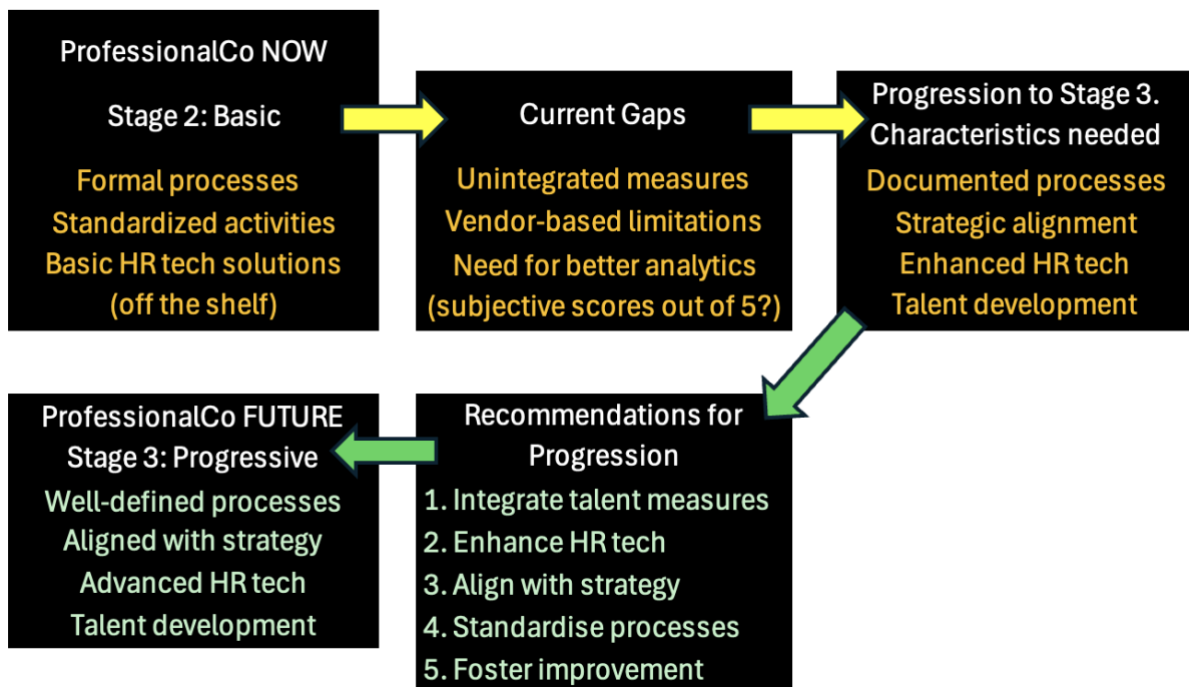 ProfessionalCo NOW
Stage 2: Basic
Formal processes
Standardized activities
Basic HR tech solutions
(off the shelf)
Current Gaps
Unintegrated measures
Vendor-based limitations
Need for better analytics
(subjective scores out of 5?)
Progression to Stage 3.
Characteristics needed
Documented processes
Strategic alignment
Enhanced HR tech
Talent development
Recommendations for
Progression
1. Integrate talent measures
2. Enhance HR tech
3. Align with strategy
4. Standardise processes
5. Foster improvement
ProfessionalCo FUTURE
Stage 3: Progressive
Well-defined processes
Aligned with strategy
Advanced HR tech
Talent development